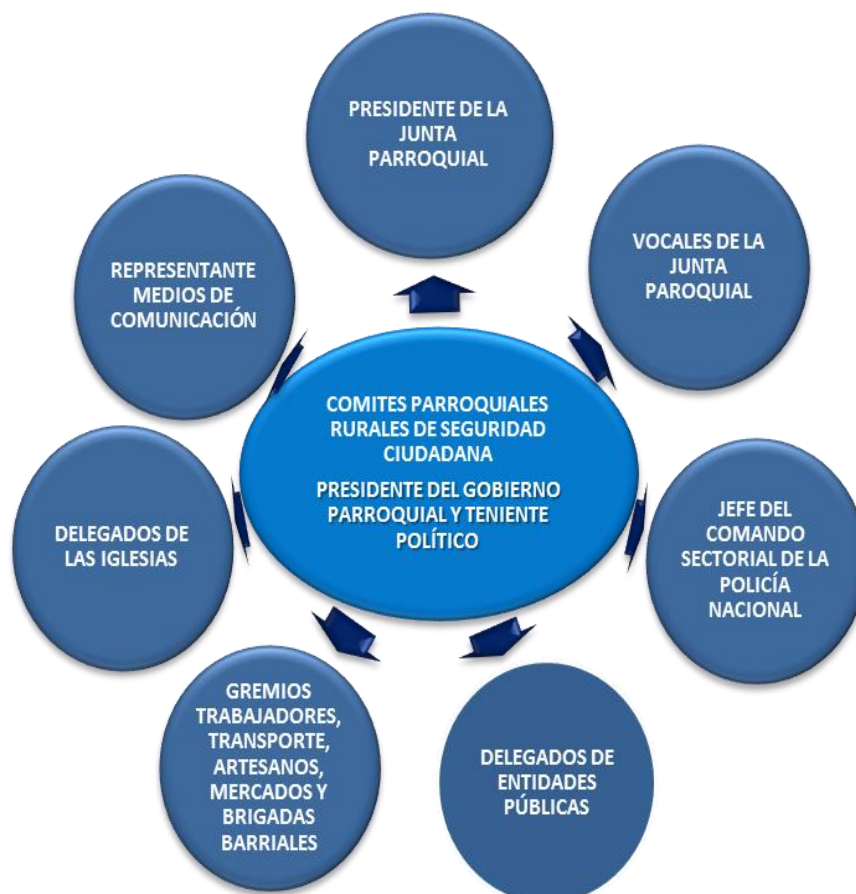 PRESIDENTE DE LA
JUNTA
PARROQUIAL
VOCALES DE LA
JUNTA
PAROQUIAL
REPRESENTANTE
MEDIOS DE
COMUNICACIÓN
COMITES PARROQUIALES
RURALES DE SEGURIDAD
CIUDADANA
PRESIDENTE DEL GOBIERNO
PARROQUIAL Y TENIENTE
POLÍTICO
JEFE DEL
COMANDO
SECTORIAL DE LA
POLICÍA
NACIONAL
DELEGADOS DE
LAS IGLESIAS
GREMIOS
TRABAJADORES,
TRANSPORTE,
ARTESANOS,
MERCADOS Y
BRIGADAS
BARRIALES
DELEGADOS DE
ENTIDADES
PÚBLICAS